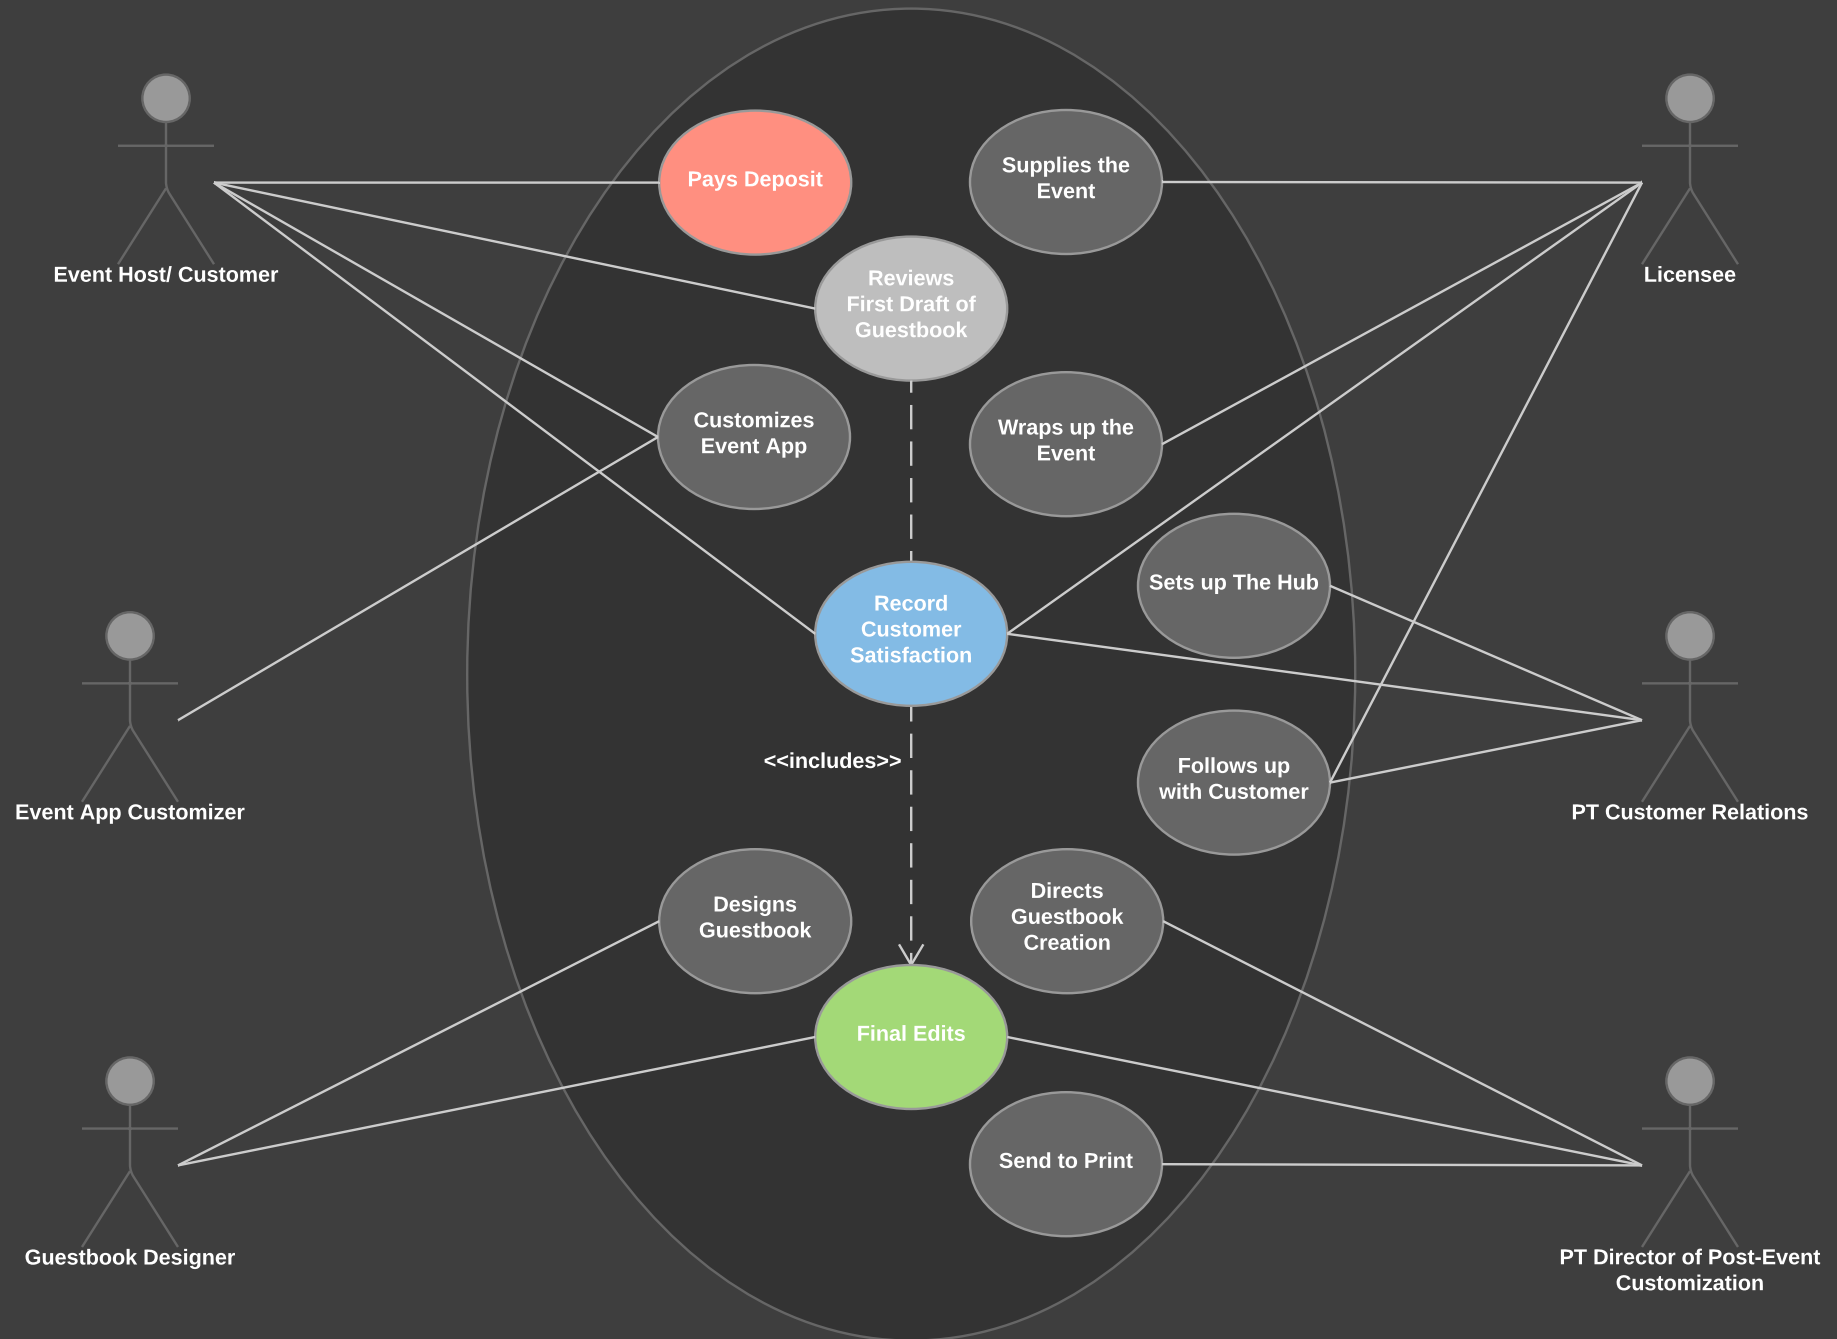 Event Host/ Customer
Pays Deposit
Supplies the
Event
Licensee
Reviews
First Draft of
Guestbook
Customizes
Event App
Wraps up the
Event
Sets up The Hub
Record
Customer
Satisfaction
Event App Customizer
<<includes>>
Follows up
with Customer
PT Customer Relations
Designs
Guestbook
Directs
Guestbook
Creation
Final Edits
Send to Print
Guestbook Designer
PT Director of Post-Event
Customization